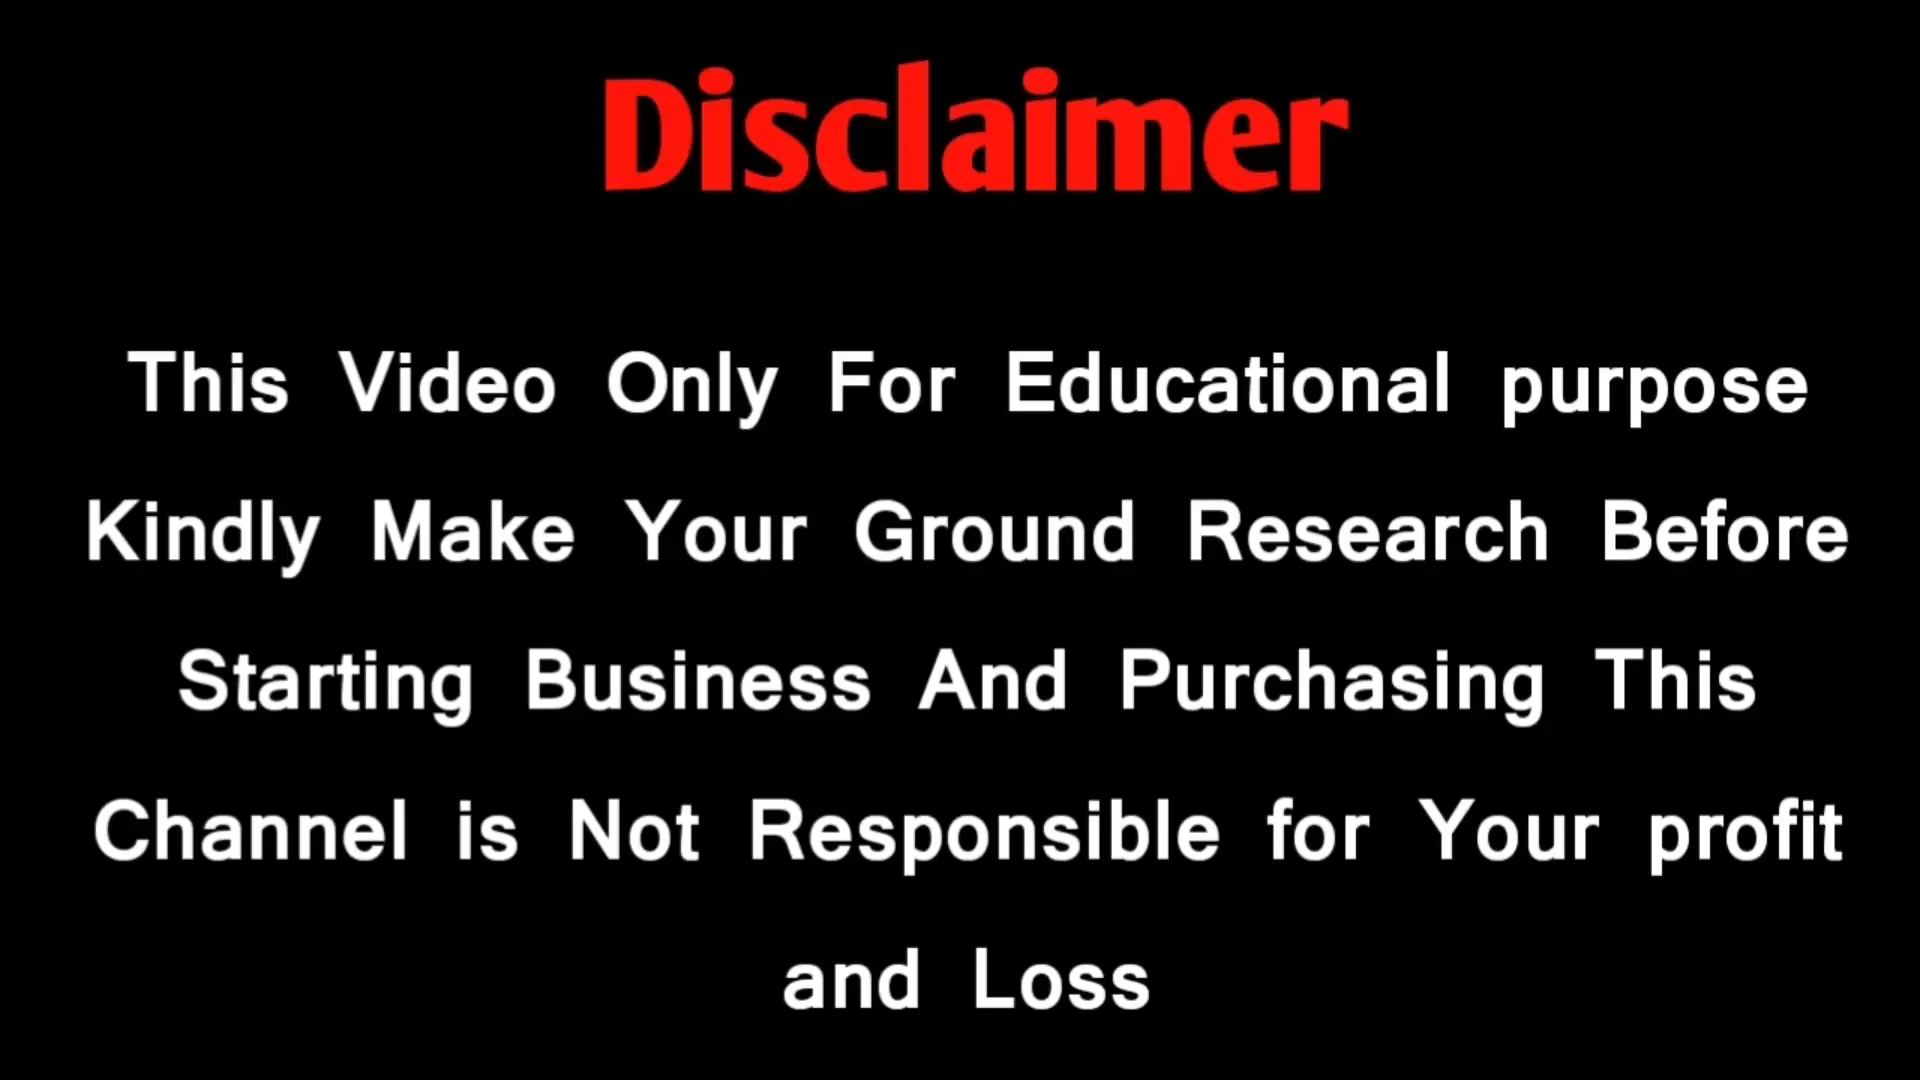 Disclaimer
This Video Only For Educational purpose
Kindly Make Your Ground Research Before
Starting Business And Purchasing This
Channel is Not Responsible for Your profit
and Loss